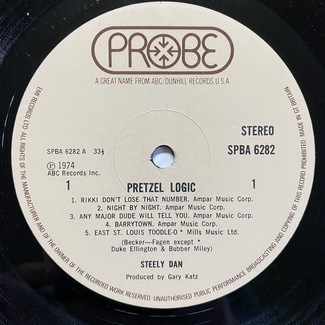 PROBE
A GREAT NAME FROM ABC/DUNHILL RECORDS, U.S.A.
STEREO
SPBA 6282 A 33⅓
SPBA 6282
℗ 1974
ABC Records Inc.
1 PRETZEL LOGIC 1
1. RIKKI DON'T LOSE THAT NUMBER. Ampar Music Corp.
2. NIGHT BY NIGHT. Ampar Music Corp.
3. ANY MAJOR DUDE WILL TELL YOU. Ampar Music Corp.
4. BARRYTOWN. Ampar Music Corp.
5. EAST ST. LOUIS TOODLE-O * Mills Music Ltd.
(Becker—Fagen except *
Duke Ellington & Bubber Miley)
STEELY DAN
Produced by Gary Katz
EMI RECORDS LTD ALL RIGHTS OF THE MANUFACTURER AND OF THE OWNER OF THE RECORDED WORK RESERVED UNAUTHORISED PUBLIC PERFORMANCE BROADCASTING AND COPYING OF THIS RECORD PROHIBITED MADE IN GT BRITAIN